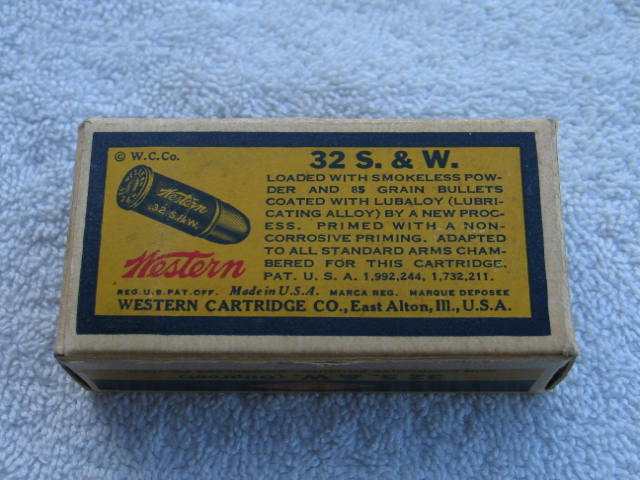 © W.C.Co.
32 S. & W.
LOADED WITH SMOKELESS POW-
DER AND 85 GRAIN BULLETS
COATED WITH LUBALOY (LUBRI-
CATING ALLOY) BY A NEW PROC-
ESS. PRIMED WITH A NON-
CORROSIVE PRIMING. ADAPTED
TO ALL STANDARD ARMS CHAM-
BERED FOR THIS CARTRIDGE.
PAT. U. S. A. 1,992,244, 1,732,211.
Western
.32 S.&W.
Western
REG. U.S. PAT. OFF. Made in U.S.A. MARCA REG. MARQUE DEPOSEE
WESTERN CARTRIDGE CO., East Alton, Ill., U.S.A.
32 S. & W.